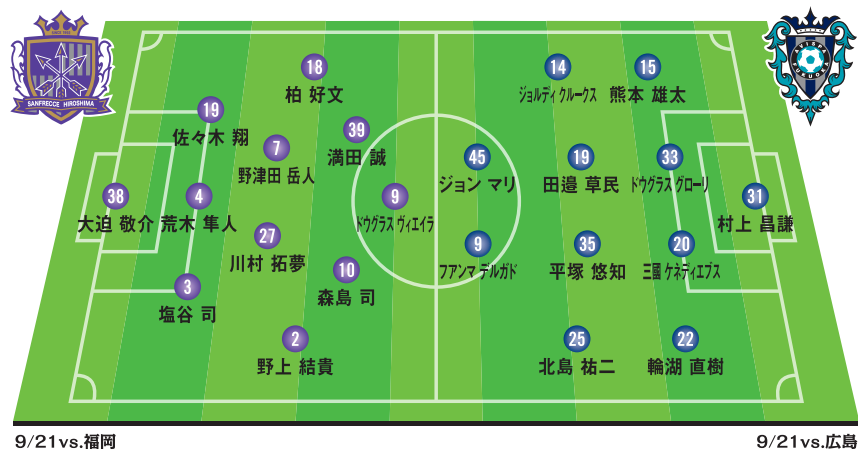 SANFRECCE HIROSHIMA
AVISPA
FUKUOKA
18
柏 好文
14
ジョルディ クルークス
15
熊本 雄太
19
佐々木 翔
39
満田 誠
7
野津田 岳人
45
ジョン マリ
19
田邉 草民
33
ドウグラス グローリ
38
大迫 敬介
4
荒木 隼人
9
ドウグラス ヴィエイラ
31
村上 昌謙
27
川村 拓夢
9
フアンマ デルガド
35
平塚 悠知
20
三國 ケネディエブス
10
森島 司
3
塩谷 司
2
野上 結貴
25
北島 祐二
22
輪湖 直樹
9/21vs.福岡
9/21vs.広島